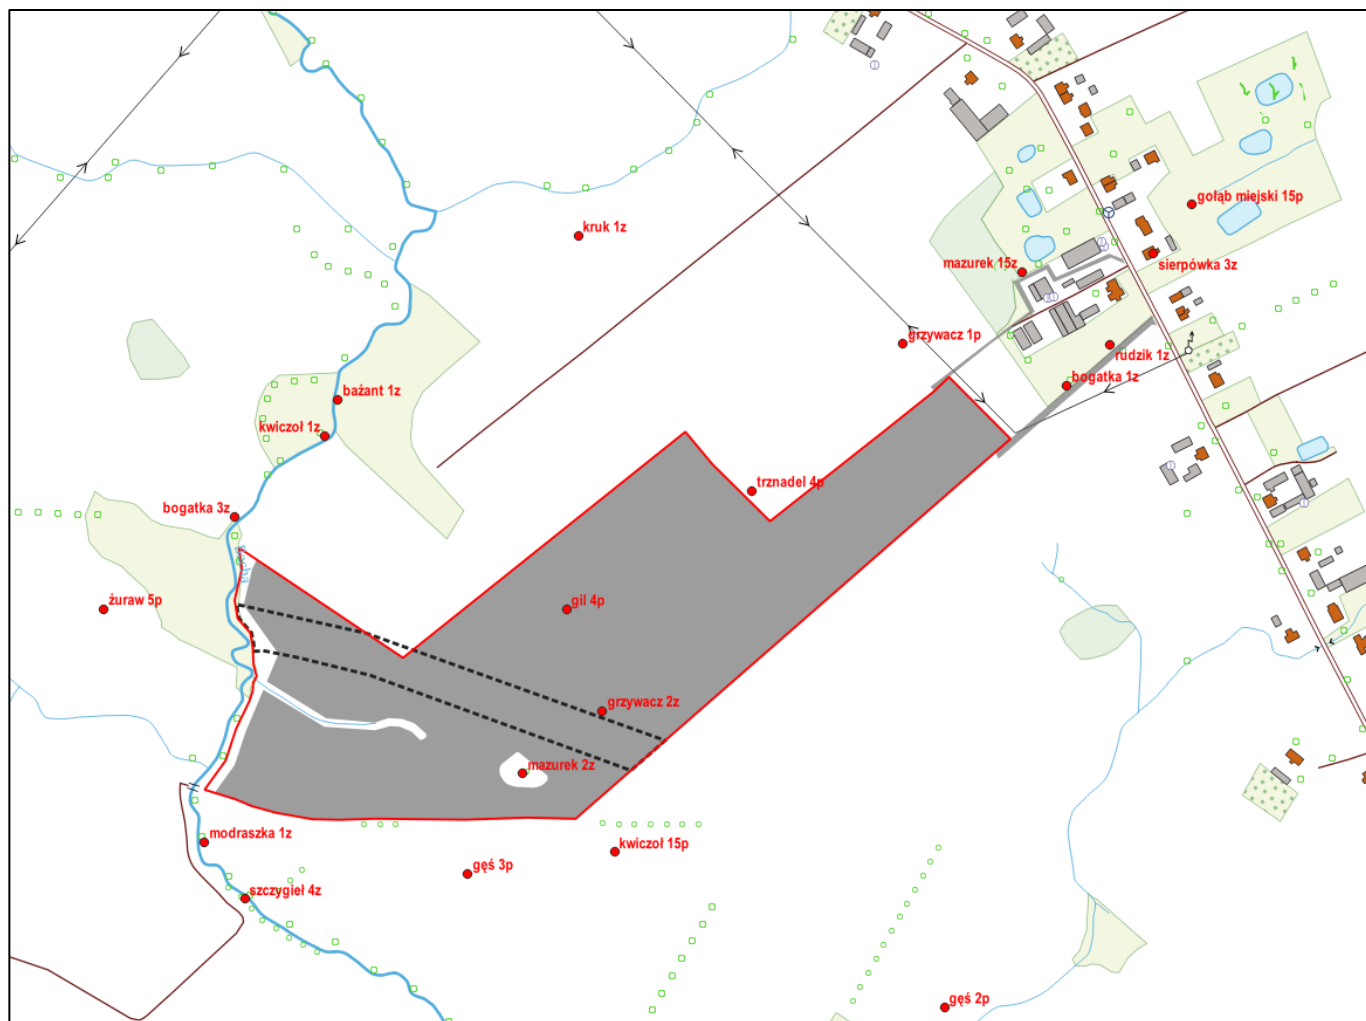 gołąb miejski 15p
kruk 1z
sierpówka 3z
mazurek 15z
grzywacz 1p
rudzik 1z
bogatka 1z
bażant 1z
kwiczoł 1z
trznadel 4p
bogatka 3z
Bacha
żuraw 5p
gil 4p
grzywacz 2z
mazurek 2z
modraszka 1z
kwiczoł 15p
gęś 3p
szczygieł 4z
gęś 2p